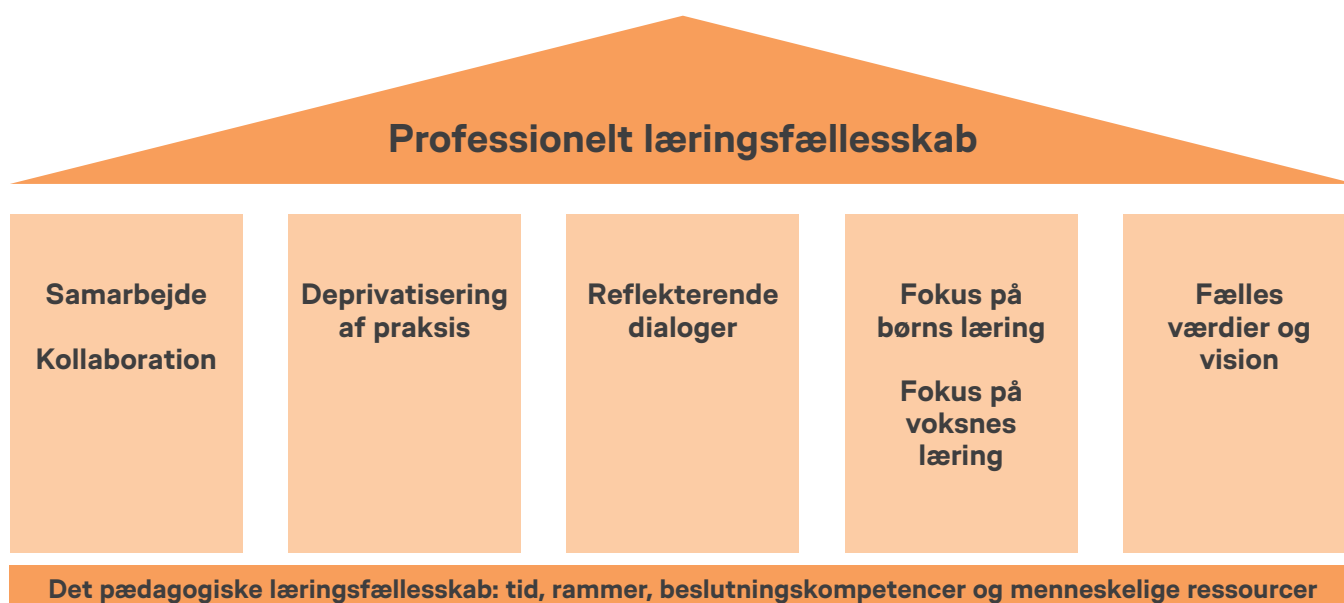 Professionelt læringsfællesskab
Samarbejde
Kollaboration
Deprivatisering
af praksis
Reflekterende
dialoger
Fokus på
børns læring
Fokus på
voksnes
læring
Fælles
værdier og
vision
Det pædagogiske læringsfællesskab: tid, rammer, beslutningskompetencer og menneskelige ressourcer